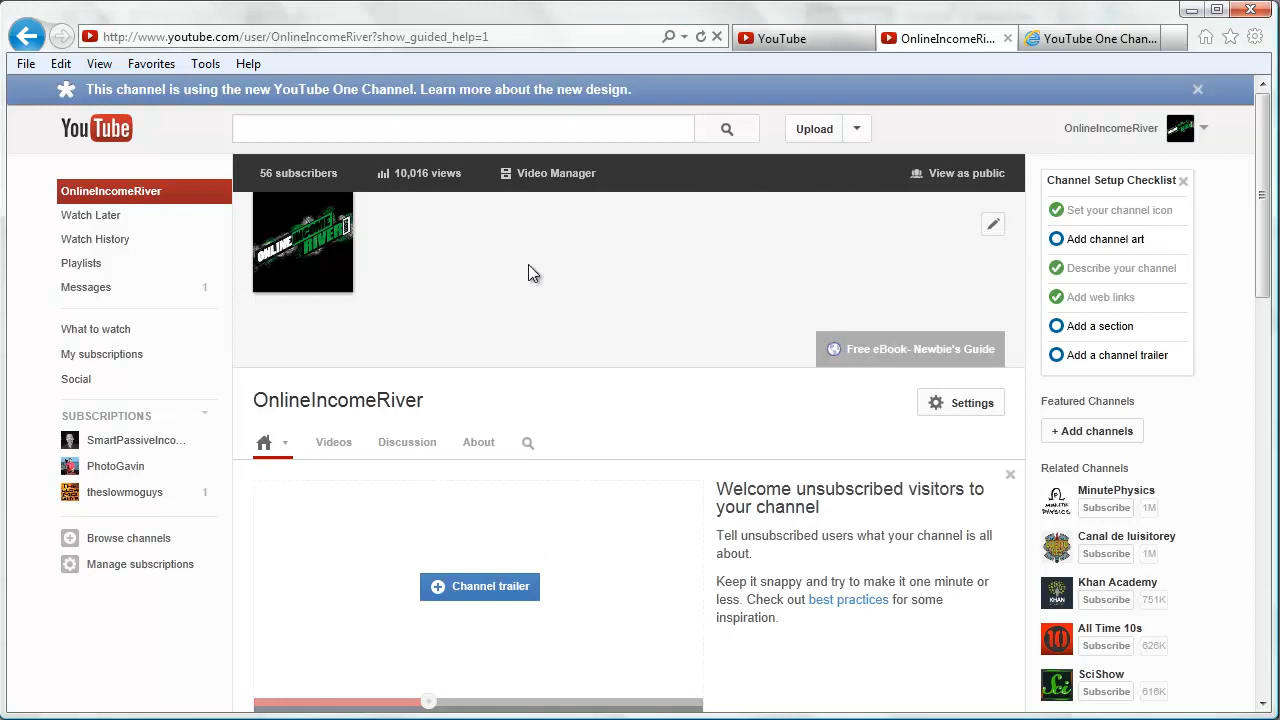 http://www.youtube.com/user/OnlineIncomeRiver?show_guided_help=1
YouTube
OnlineIncomeRi...
YouTube One Chan...
File Edit View Favorites Tools Help
This channel is using the new YouTube One Channel. Learn more about the new design.
YouTube
Upload
OnlineIncomeRiver
OnlineIncomeRiver
Watch Later
Watch History
Playlists
Messages 1
What to watch
My subscriptions
Social
SUBSCRIPTIONS
SmartPassiveInco...
PhotoGavin
theslowmoguys 1
Browse channels
Manage subscriptions
56 subscribers 10,016 views Video Manager View as public
ONLINE
INCOME
RIVER
Free eBook- Newbie's Guide
OnlineIncomeRiver
Settings
Videos Discussion About
Channel trailer
Welcome unsubscribed visitors to
your channel
Tell unsubscribed users what your channel is all
about.
Keep it snappy and try to make it one minute or
less. Check out best practices for some
inspiration.
Channel Setup Checklist
Set your channel icon
Add channel art
Describe your channel
Add web links
Add a section
Add a channel trailer
Featured Channels
+ Add channels
Related Channels
MinutePhysics
Subscribe 1M
Canal de luisitorey
Subscribe 1M
Khan Academy
Subscribe 751K
All Time 10s
Subscribe 626K
SciShow
Subscribe 616K